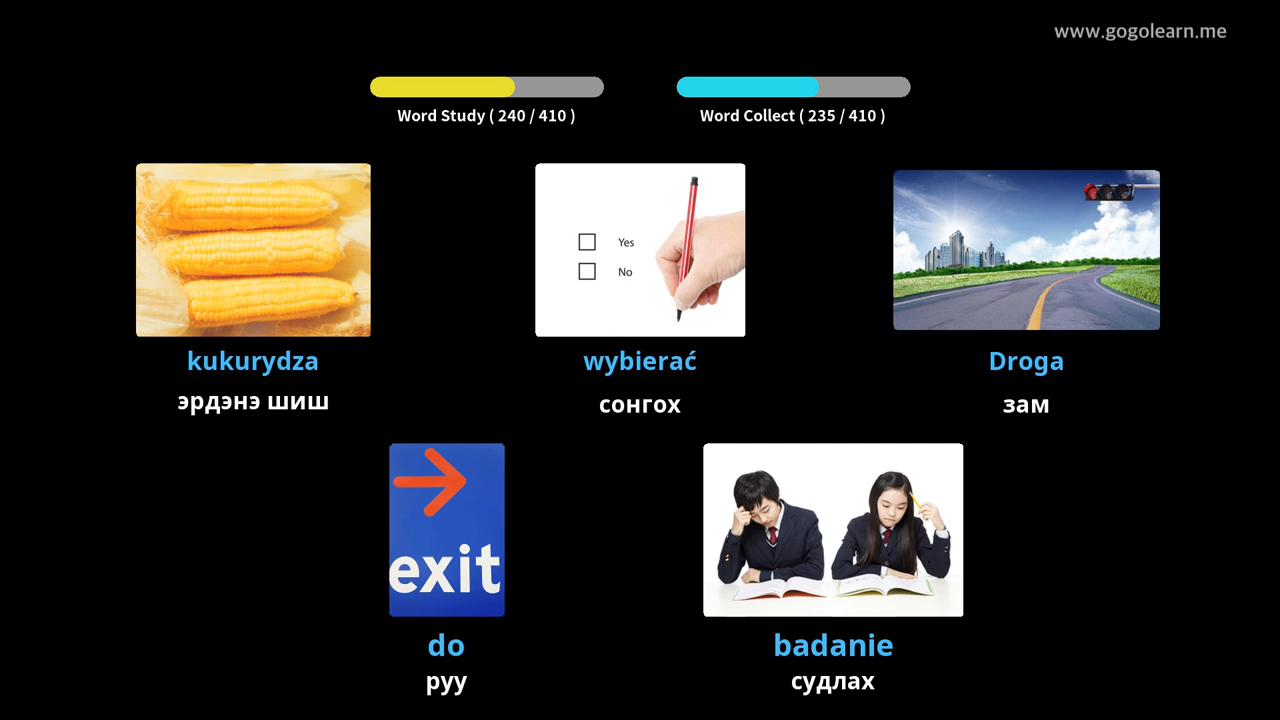 www.gogolearn.me
Word Study ( 240 / 410 )
Word Collect ( 235 / 410 )
Yes
No
kukurydza
wybierać
Droga
эрдэнэ шиш
сонгох
зам
exit
do
badanie
руу
судлах